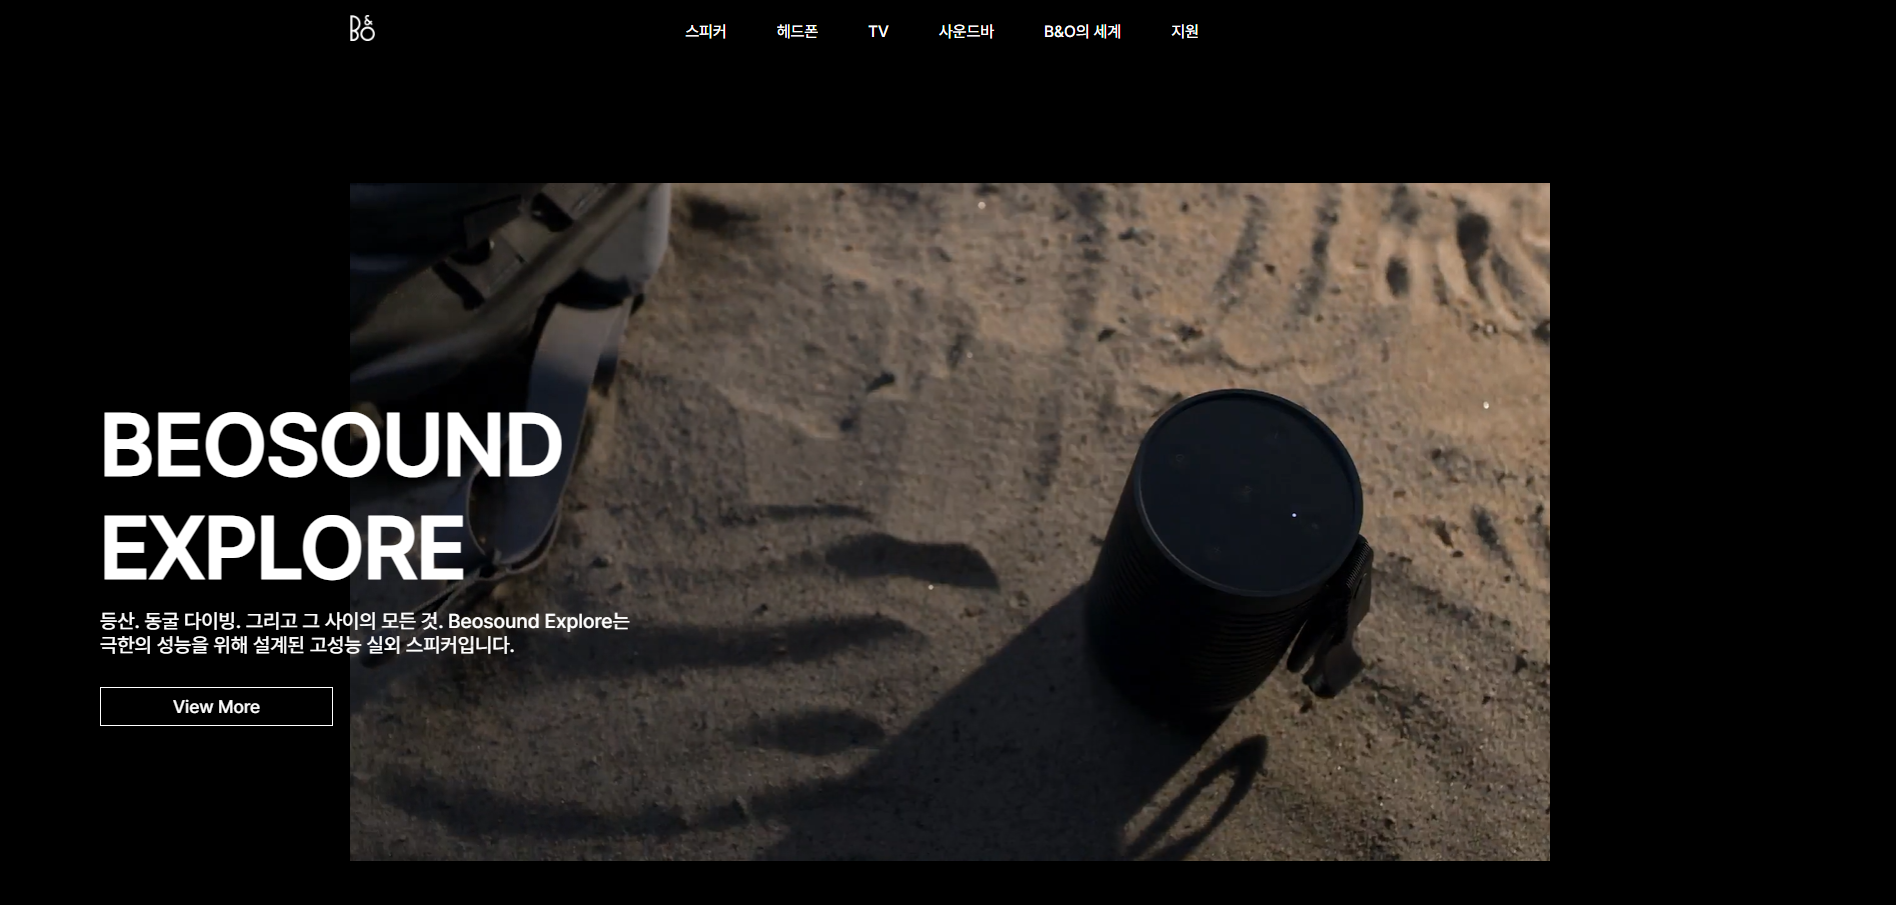 B&O
스피커 헤드폰 TV 사운드바 B&O의 세계 지원
BEOSOUND
EXPLORE
등산. 동굴 다이빙. 그리고 그 사이의 모든 것. Beosound Explore는
극한의 성능을 위해 설계된 고성능 실외 스피커입니다.
View More